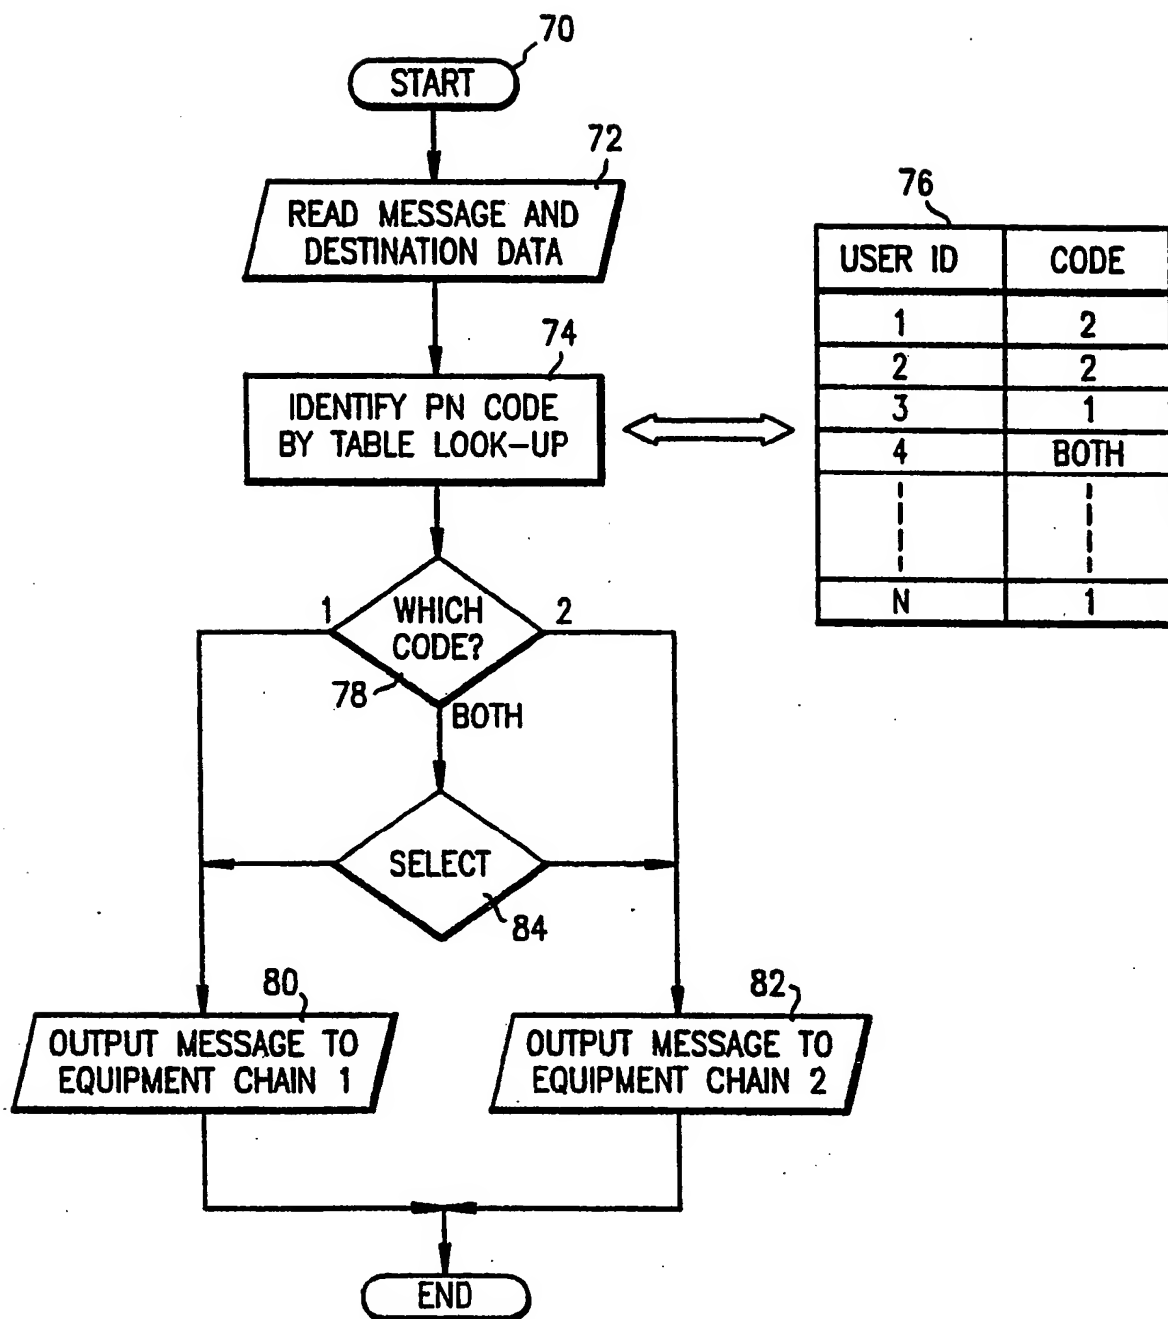 70
START
72
READ MESSAGE AND
DESTINATION DATA
76
USER ID CODE
1 2
2 2
3 1
4 BOTH
N 1
74
IDENTIFY PN CODE
BY TABLE LOOK-UP
1 WHICH 2
CODE?
78
BOTH
SELECT
84
80
OUTPUT MESSAGE TO
EQUIPMENT CHAIN 1
82
OUTPUT MESSAGE TO
EQUIPMENT CHAIN 2
END